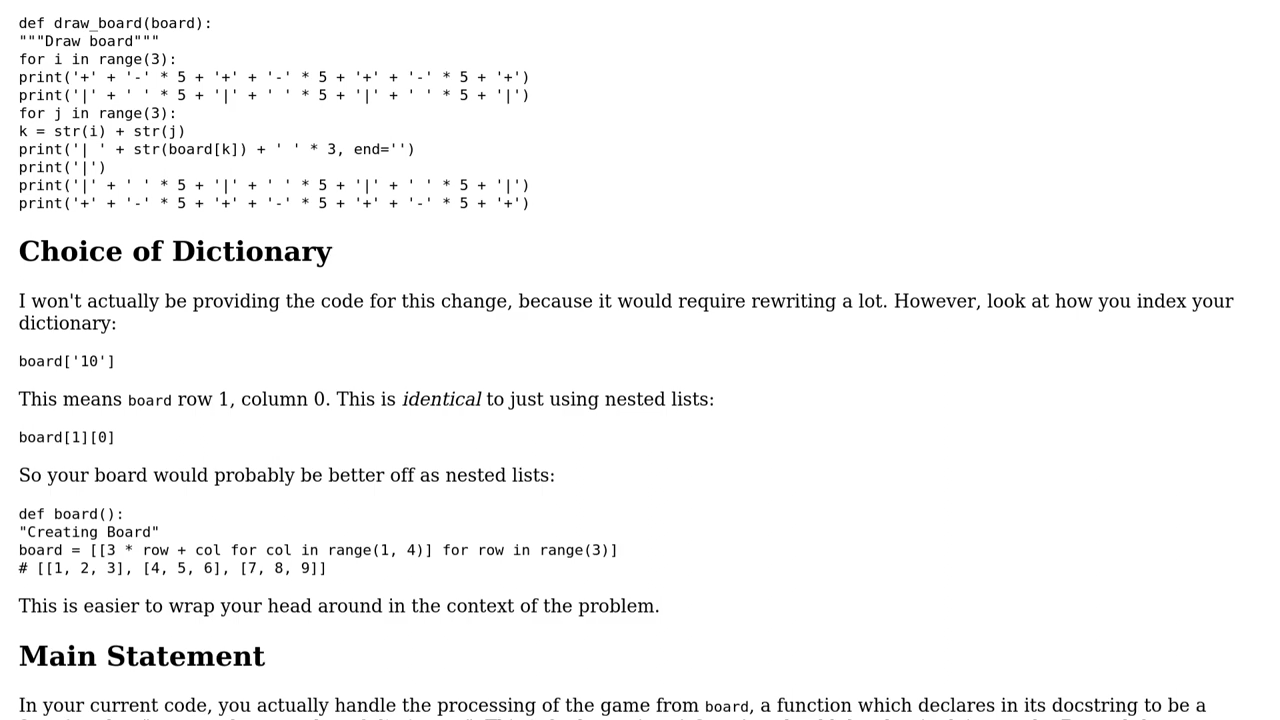 def draw_board(board):
"""Draw board"""
for i in range(3):
print('+' + '-' * 5 + '+' + '-' * 5 + '+' + '-' * 5 + '+')
print('|' + ' ' * 5 + '|' + ' ' * 5 + '|' + ' ' * 5 + '|')
for j in range(3):
k = str(i) + str(j)
print('| ' + str(board[k]) + ' ' * 3, end='')
print('|')
print('|' + ' ' * 5 + '|' + ' ' * 5 + '|' + ' ' * 5 + '|')
print('+' + '-' * 5 + '+' + '-' * 5 + '+' + '-' * 5 + '+')
Choice of Dictionary
I won't actually be providing the code for this change, because it would require rewriting a lot. However, look at how you index your
dictionary:
board['10']
This means board row 1, column 0. This is identical to just using nested lists:
board[1][0]
So your board would probably be better off as nested lists:
def board():
"Creating Board"
board = [[3 * row + col for col in range(1, 4)] for row in range(3)]
# [[1, 2, 3], [4, 5, 6], [7, 8, 9]]
This is easier to wrap your head around in the context of the problem.
Main Statement
In your current code, you actually handle the processing of the game from board, a function which declares in its docstring to be a